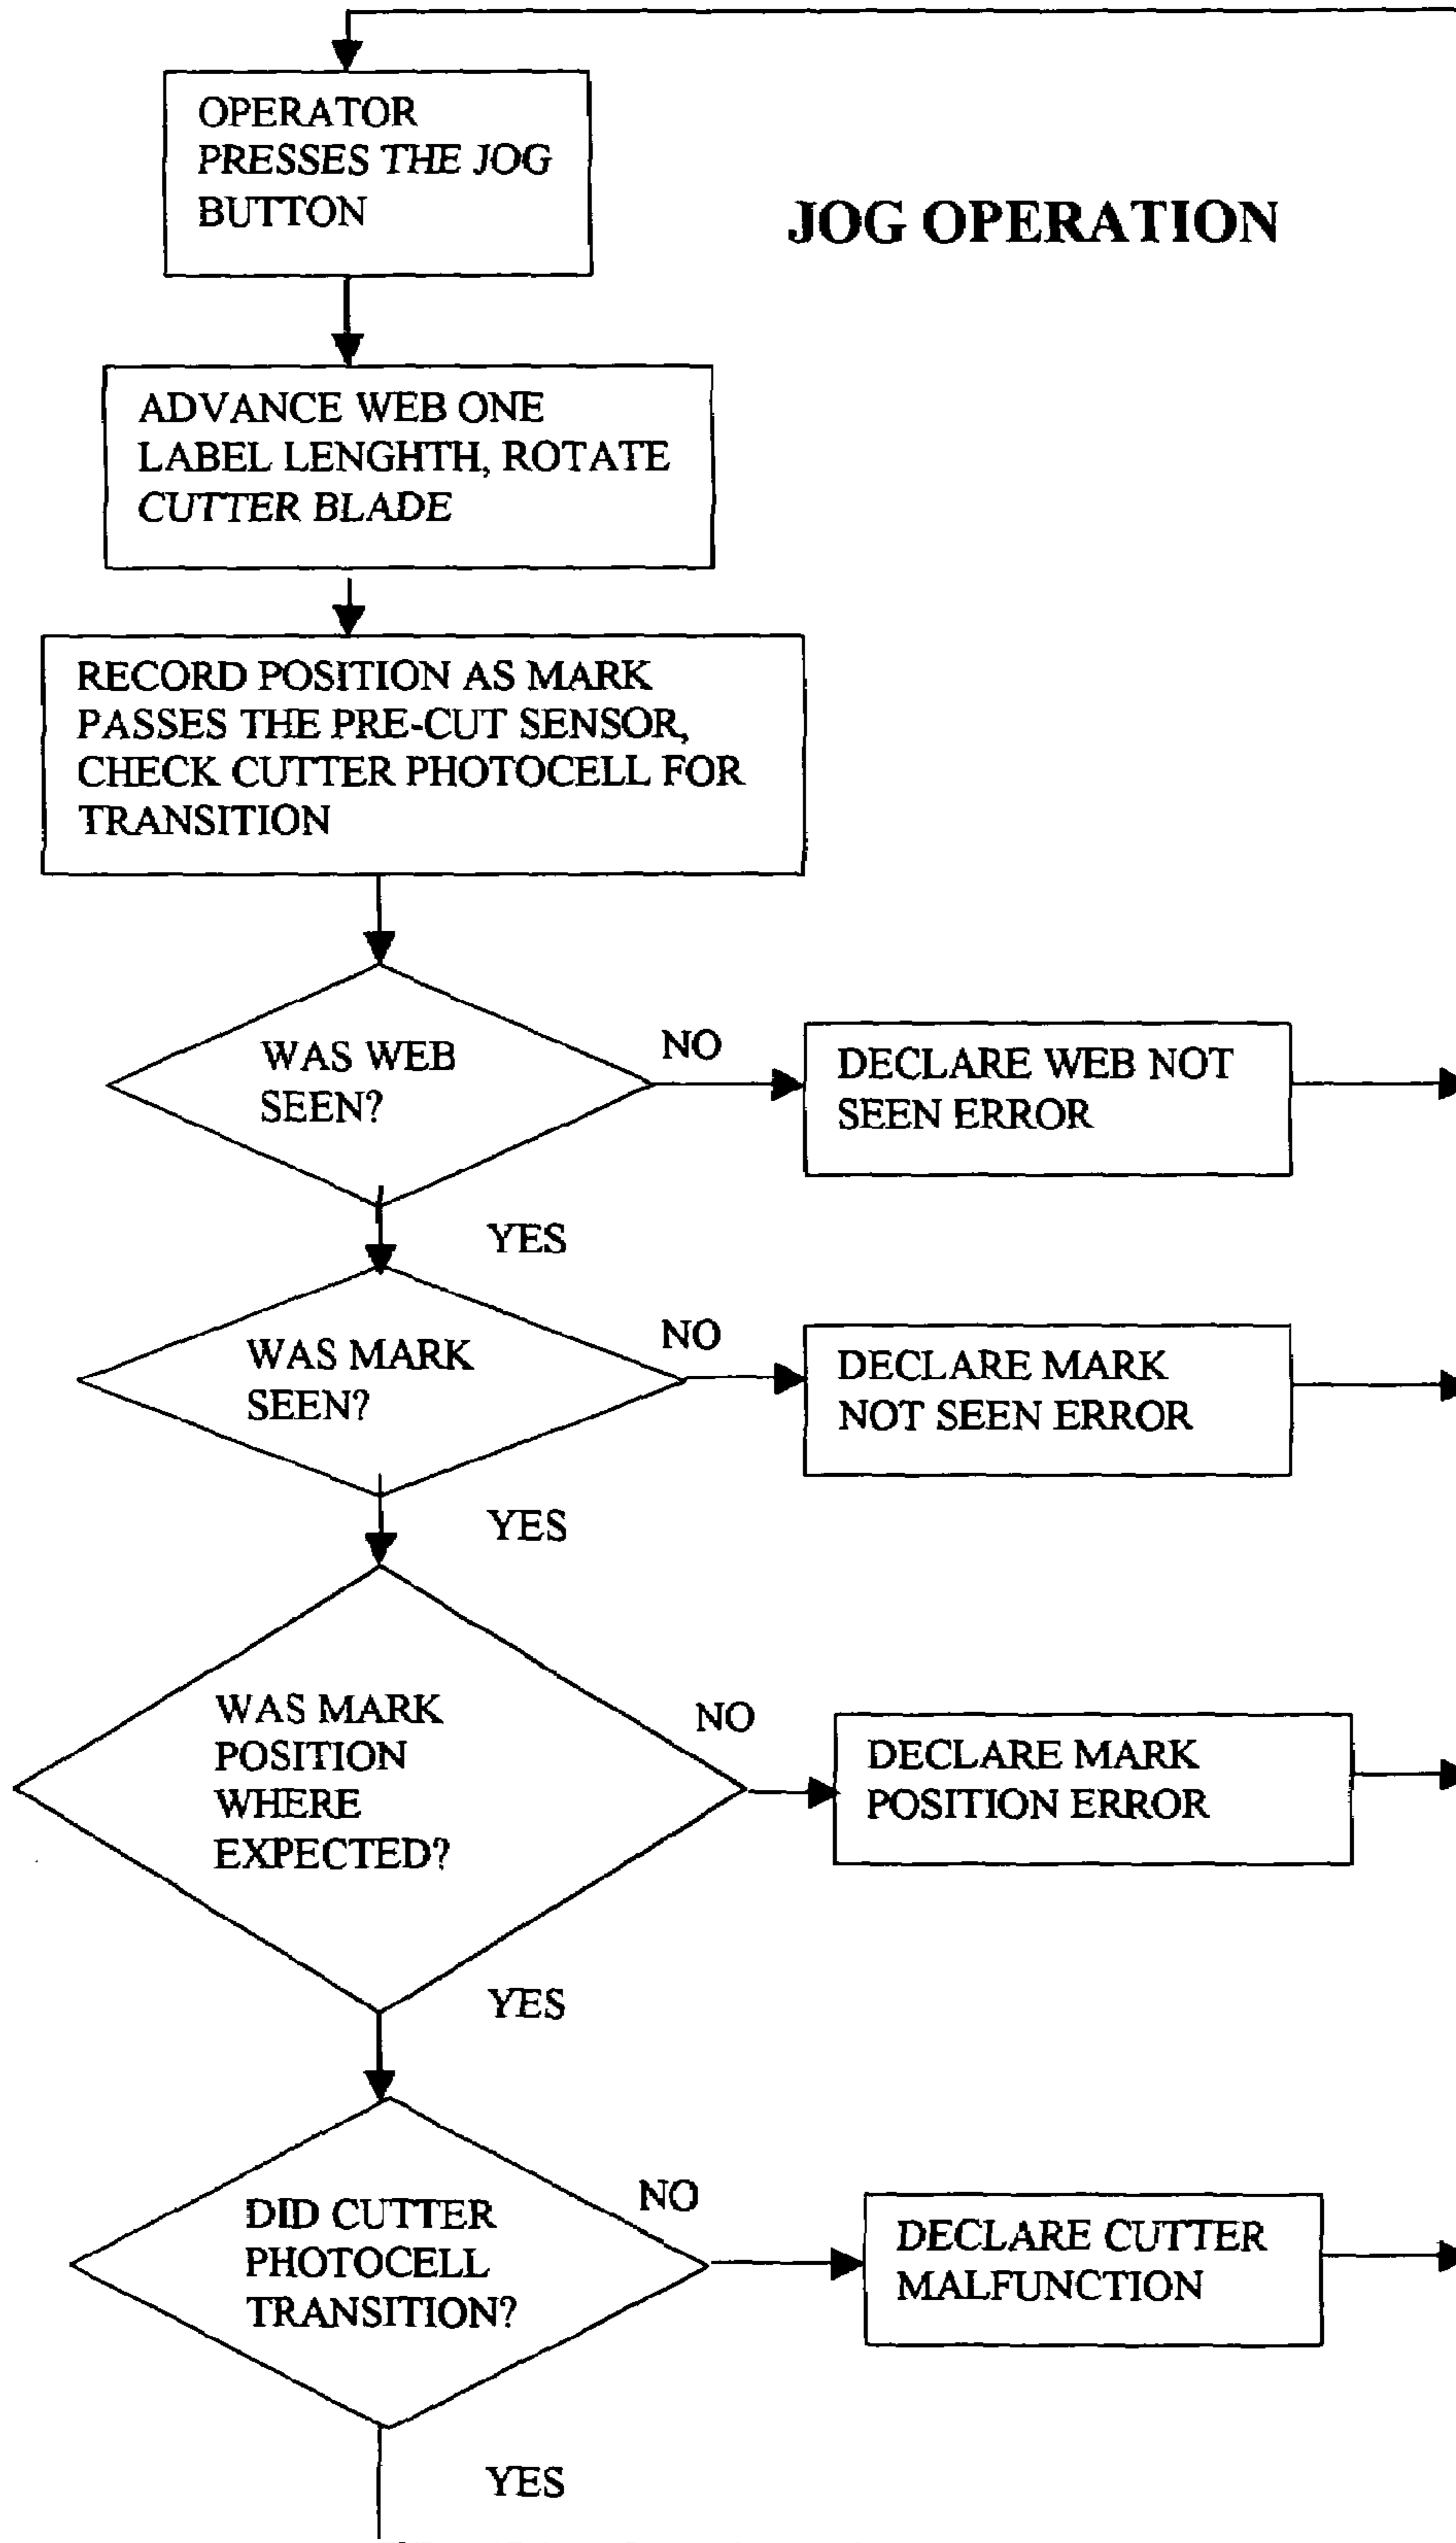 OPERATOR
PRESSES THE JOG
BUTTON
JOG OPERATION
ADVANCE WEB ONE
LABEL LENGHTH, ROTATE
CUTTER BLADE
RECORD POSITION AS MARK
PASSES THE PRE-CUT SENSOR,
CHECK CUTTER PHOTOCELL FOR
TRANSITION
WAS WEB
SEEN?
NO
DECLARE WEB NOT
SEEN ERROR
YES
WAS MARK
SEEN?
NO
DECLARE MARK
NOT SEEN ERROR
YES
WAS MARK
POSITION
WHERE
EXPECTED?
NO
DECLARE MARK
POSITION ERROR
YES
DID CUTTER
PHOTOCELL
TRANSITION?
NO
DECLARE CUTTER
MALFUNCTION
YES